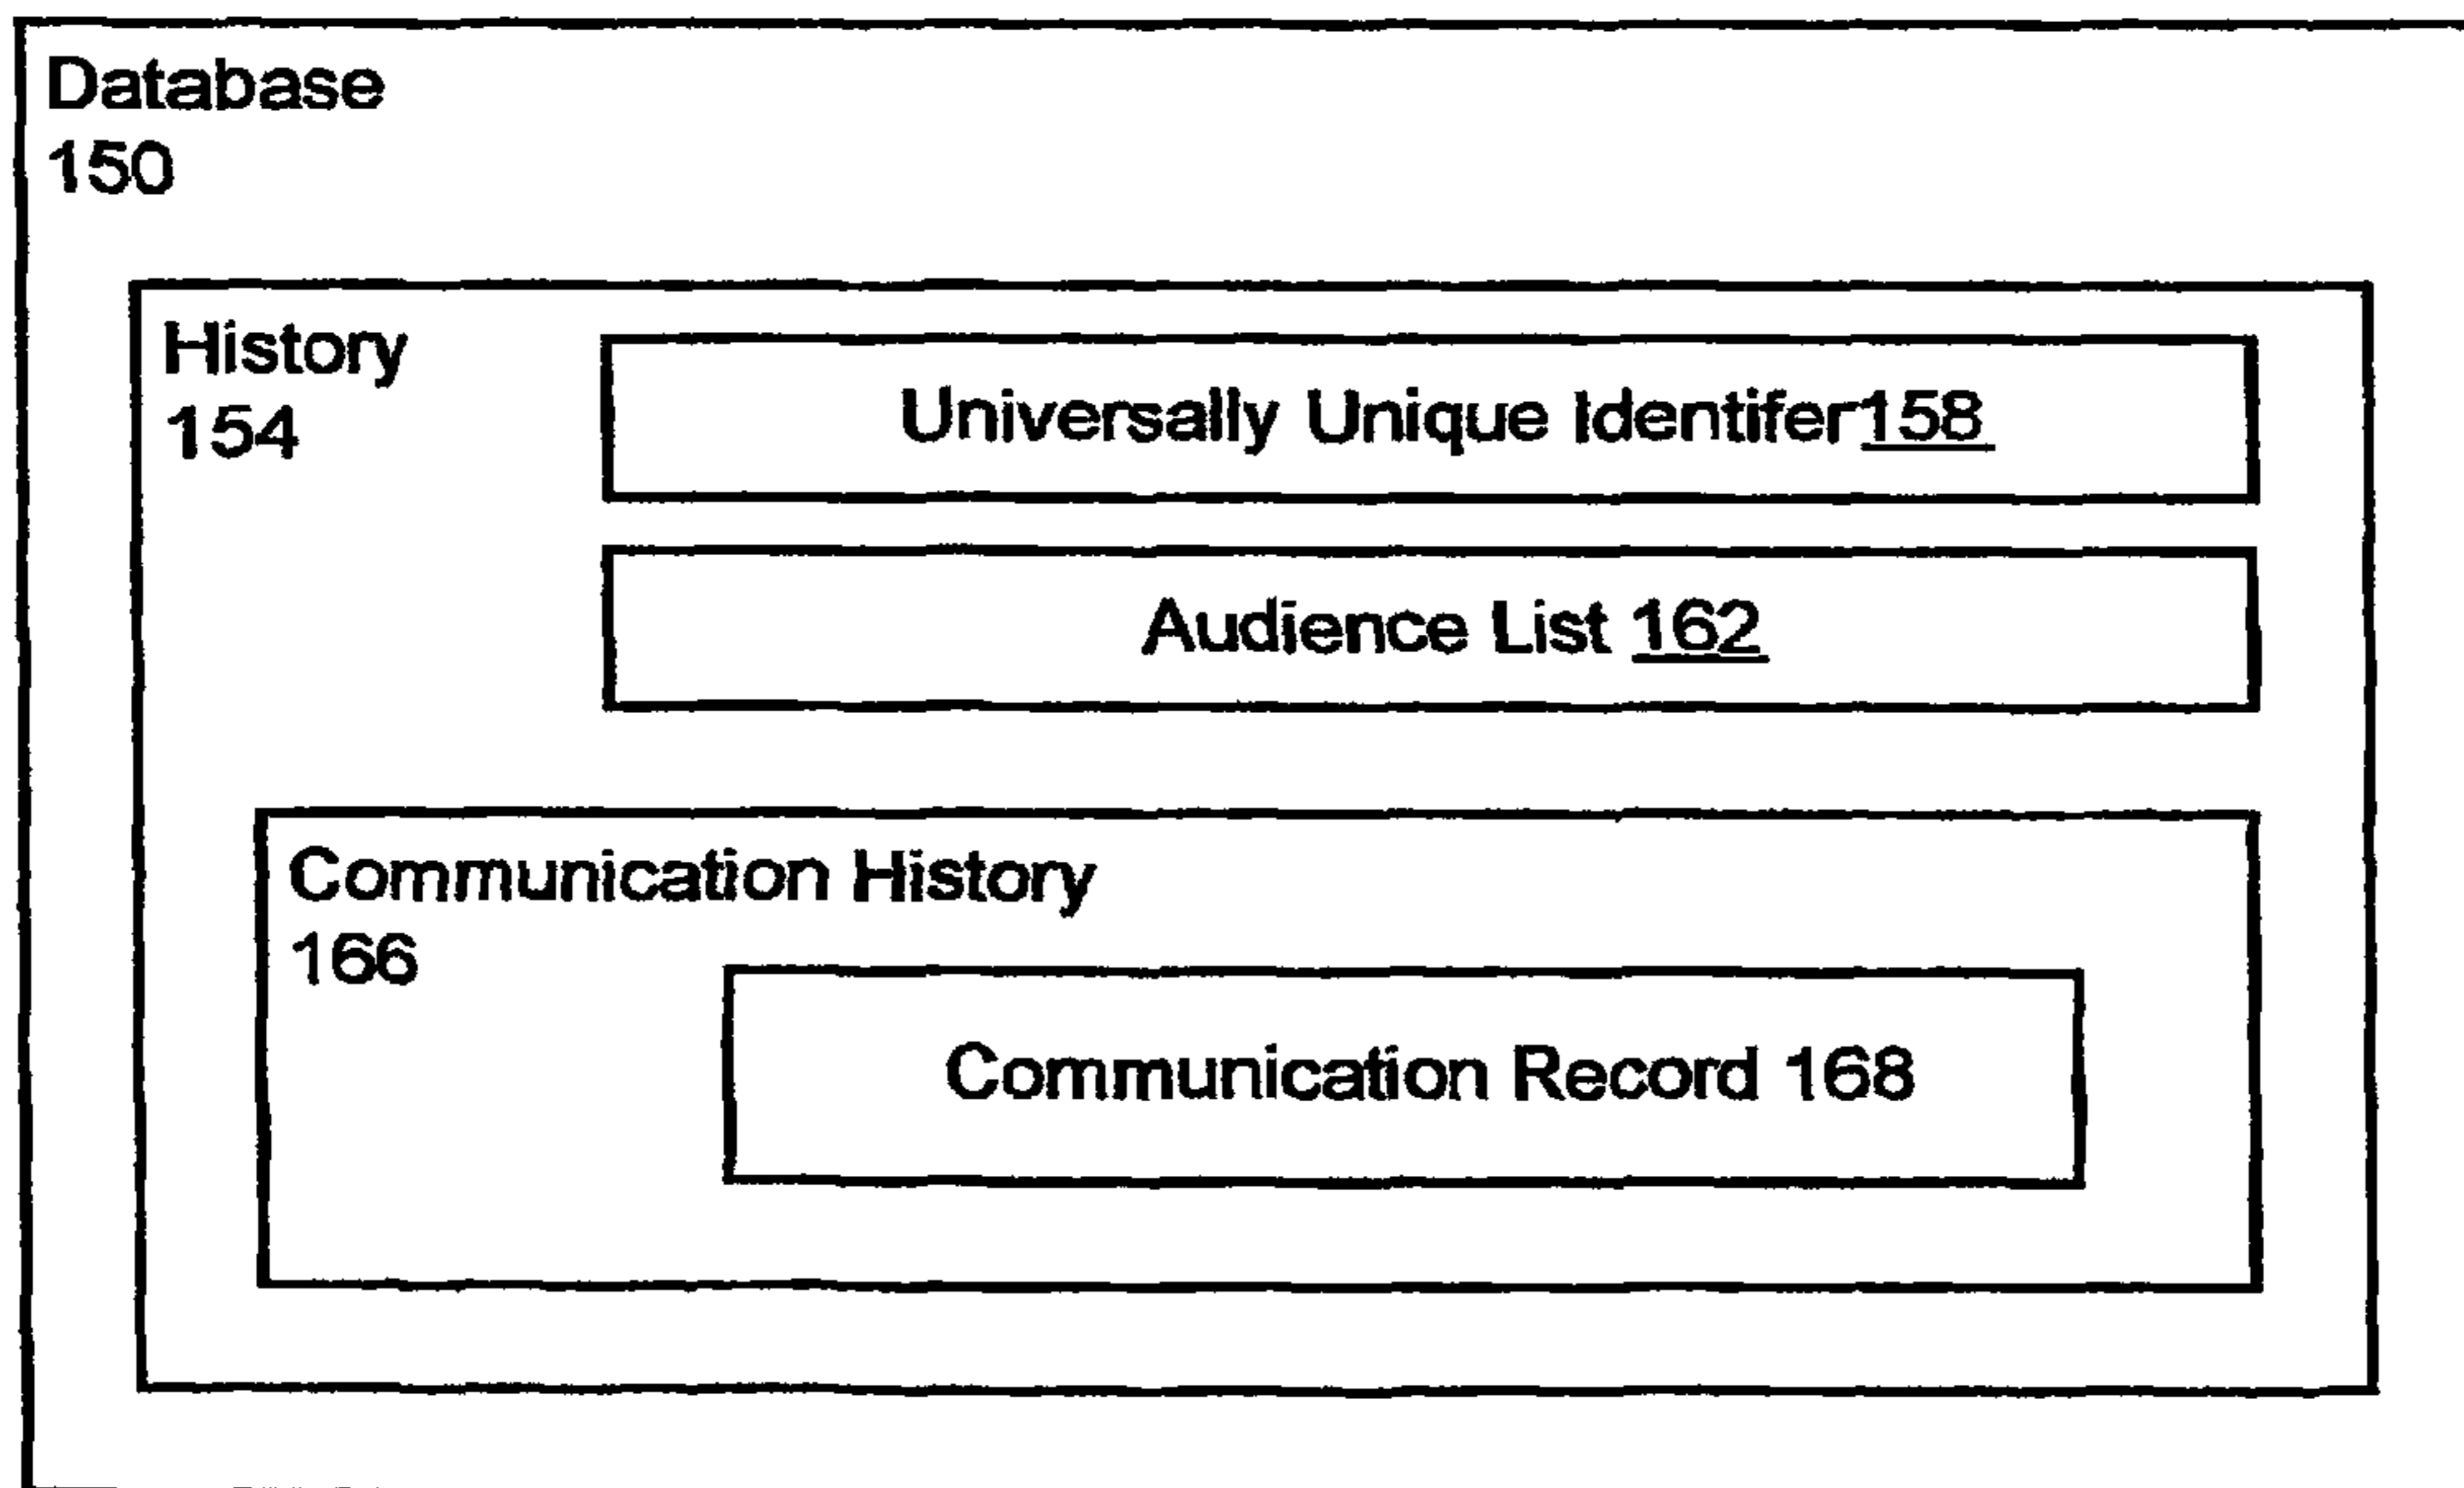 Database
150
History
154
Universally Unique Identifer158
Audience List 162
Communication History
166
Communication Record 168